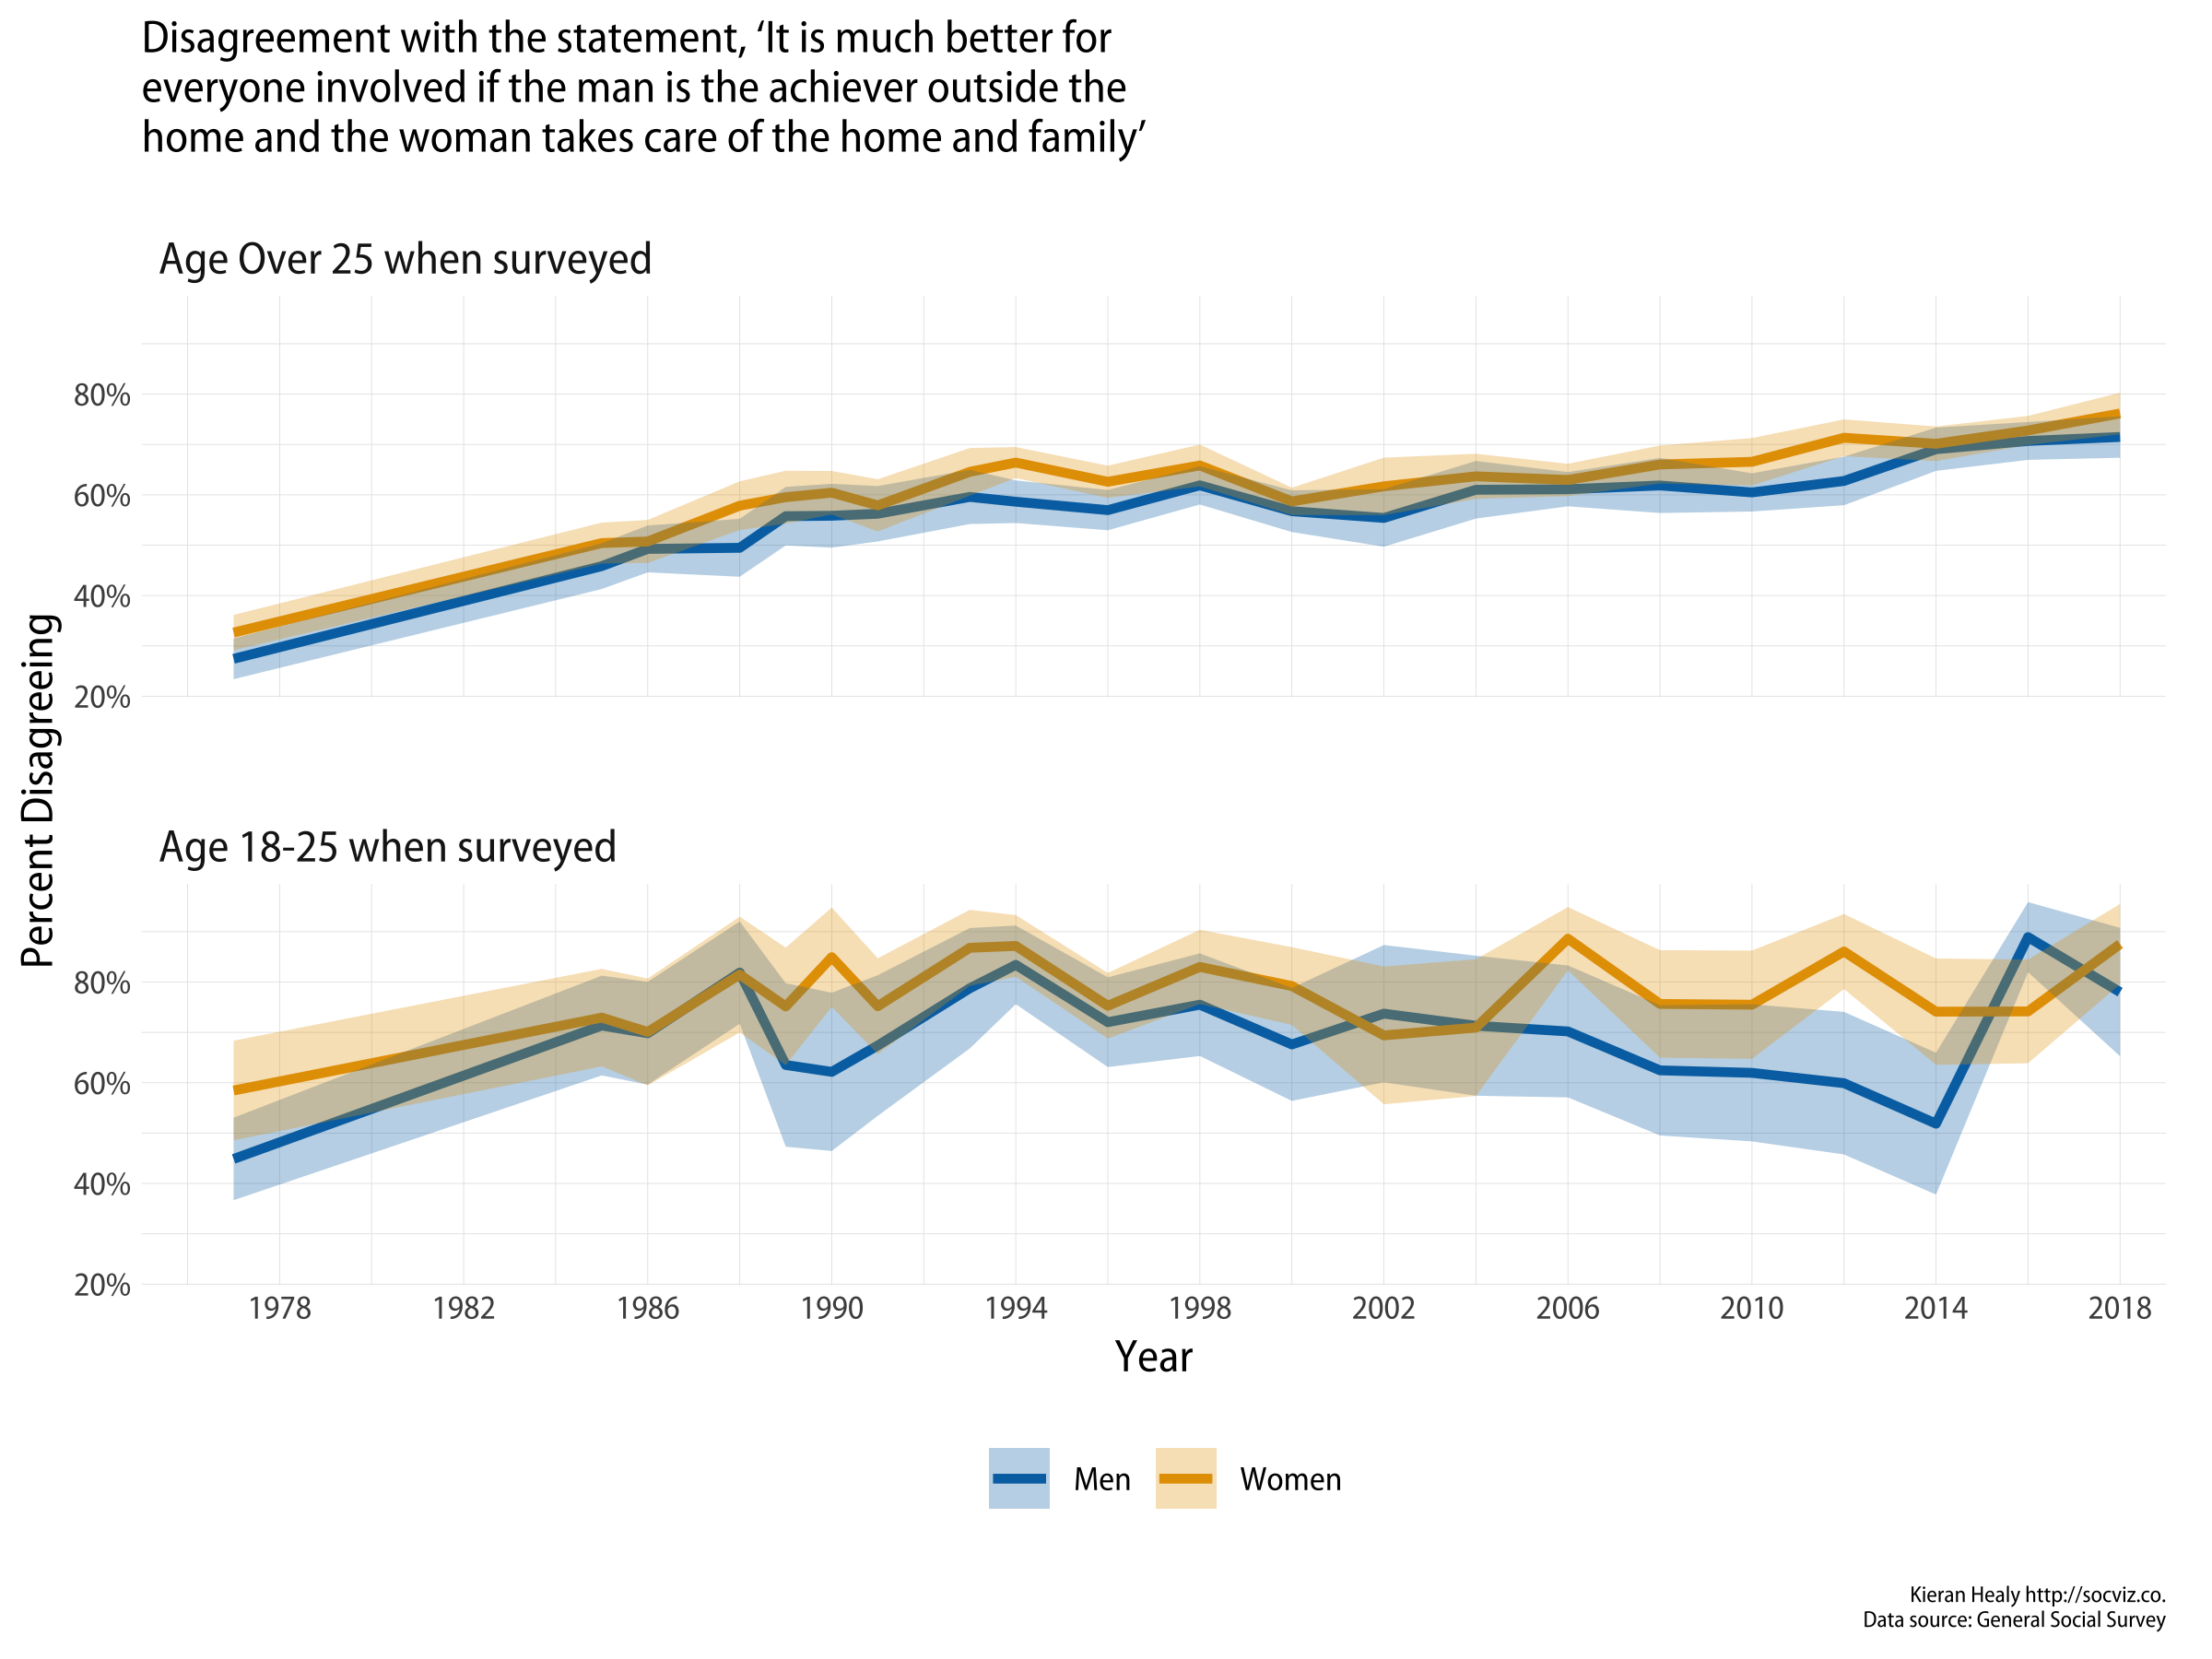 Disagreement with the statement, ‘It is much better for
everyone involved if the man is the achiever outside the
home and the woman takes care of the home and family’
Age Over 25 when surveyed
80%
60%
40%
20%
Percent Disagreeing
Age 18-25 when surveyed
80%
60%
40%
20%
1978 1982 1986 1990 1994 1998 2002 2006 2010 2014 2018
Year
Men Women
Kieran Healy http://socviz.co.
Data source: General Social Survey